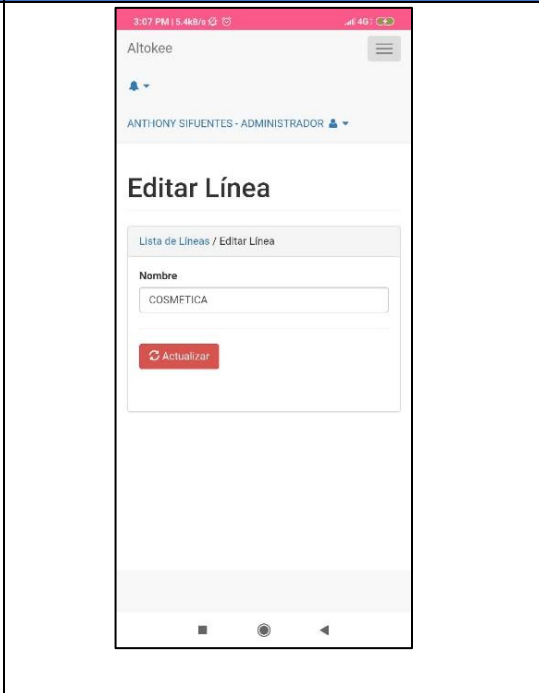 3:07 PM | 5.4kB/s
Altokee
ANTHONY SIFUENTES - ADMINISTRADOR
Editar Línea
Lista de Líneas / Editar Línea
Nombre
COSMETICA
Actualizar